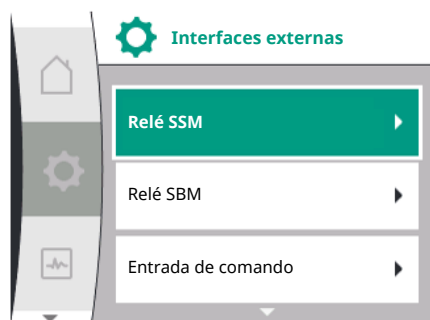 Interfaces externas
Relé SSM
Relé SBM
Entrada de comando